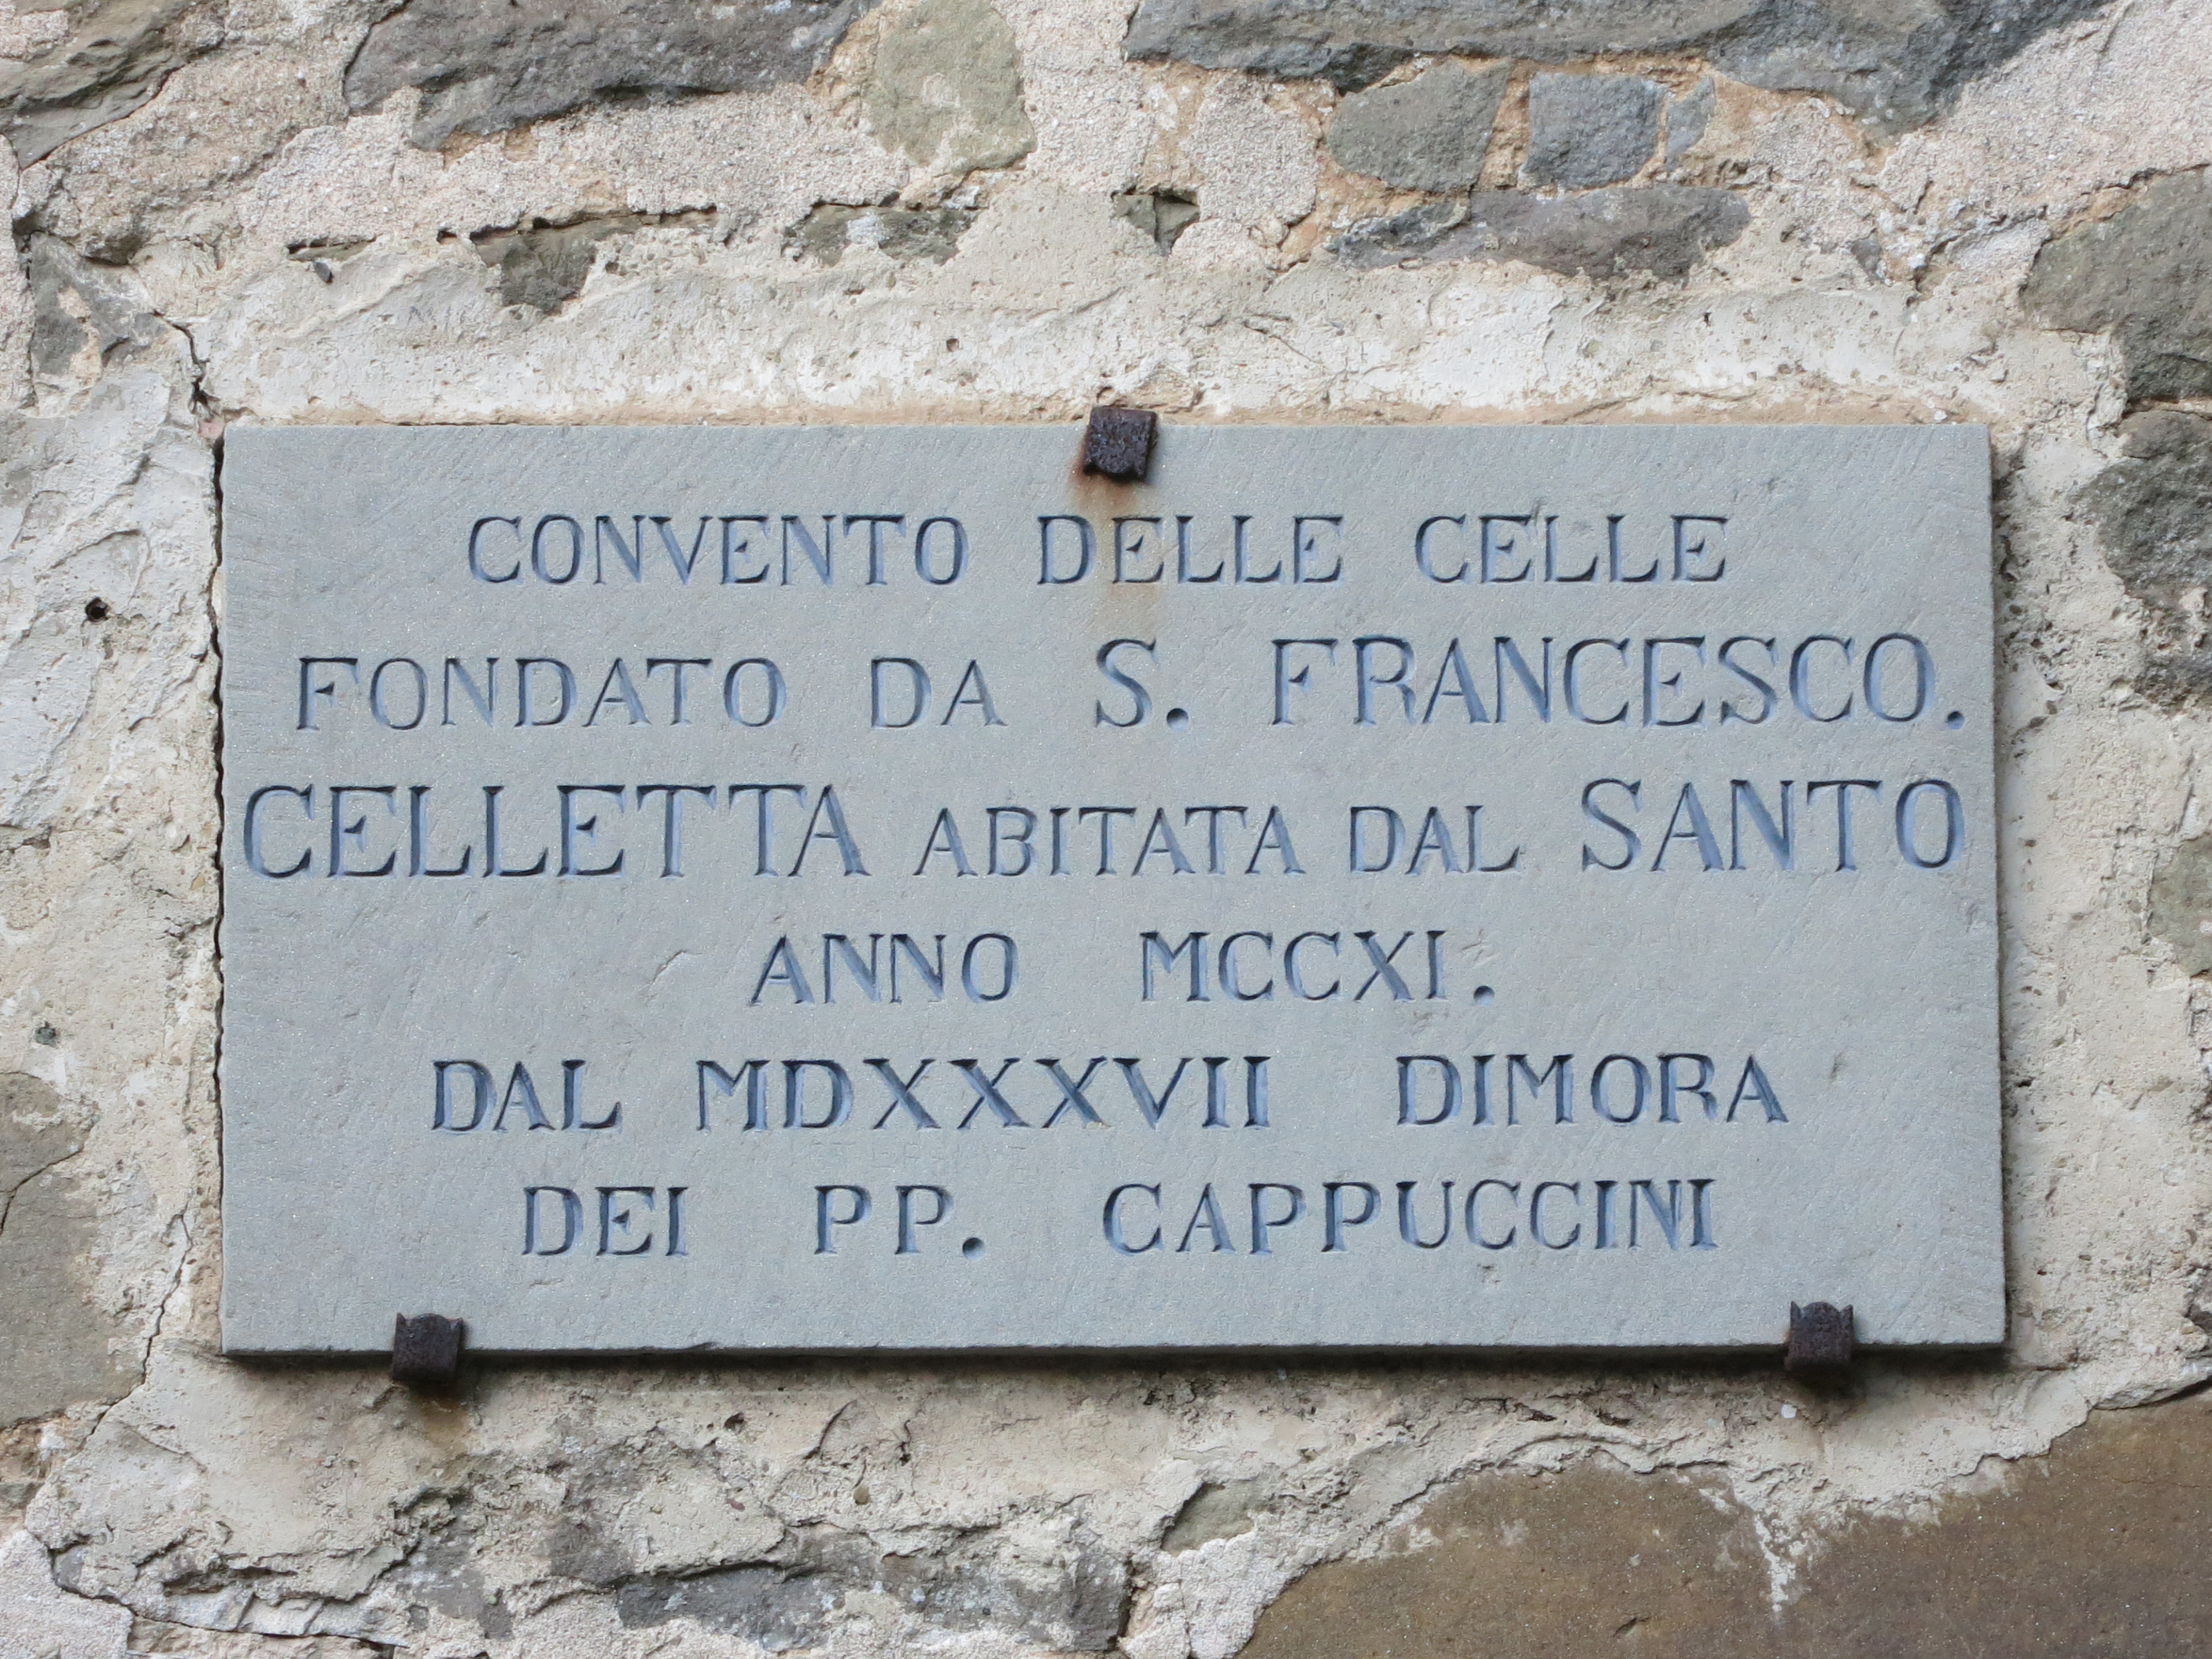 CONVENTO DELLE CELLE
FONDATO DA S. FRANCESCO.
CELLETTA ABITATA DAL SANTO
ANNO MCCXI.
DAL MDXXXVII DIMORA
DEI PP. CAPPUCCINI